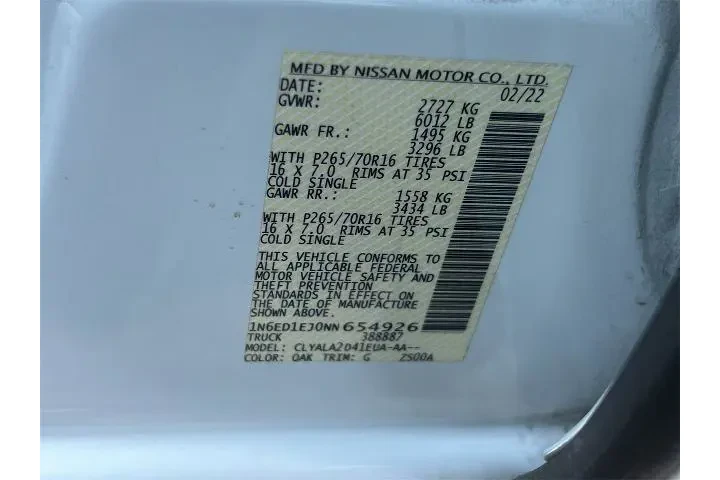 MFD BY NISSAN MOTOR CO., LTD.
DATE: 02/22
GVWR: 2727 KG
6012 LB
GAWR FR.: 1495 KG
3296 LB
WITH P265/70R16 TIRES
16 X 7.0 RIMS AT 35 PSI
COLD SINGLE
GAWR RR.: 1558 KG
3434 LB
WITH P265/70R16 TIRES
16 X 7.0 RIMS AT 35 PSI
COLD SINGLE
THIS VEHICLE CONFORMS TO
ALL APPLICABLE FEDERAL
MOTOR VEHICLE SAFETY AND
THEFT PREVENTION
STANDARDS IN EFFECT ON
THE DATE OF MANUFACTURE
SHOWN ABOVE.
1N6ED1EJ0NN654926
TRUCK 388887
MODEL: CLYALA2D41EUA-AA--
COLOR: QAK TRIM: G ZS00A